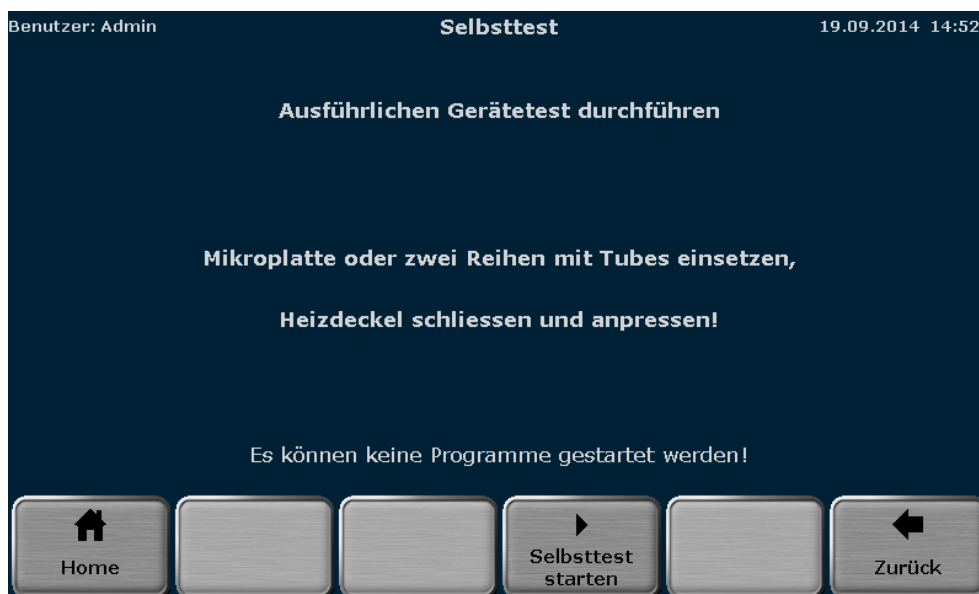 Benutzer: Admin Selbsttest 19.09.2014 14:52
Ausführlichen Gerätetest durchführen
Mikroplatte oder zwei Reihen mit Tubes einsetzen,
Heizdeckel schliessen und anpressen!
Es können keine Programme gestartet werden!
Home
Selbsttest
starten
Zurück